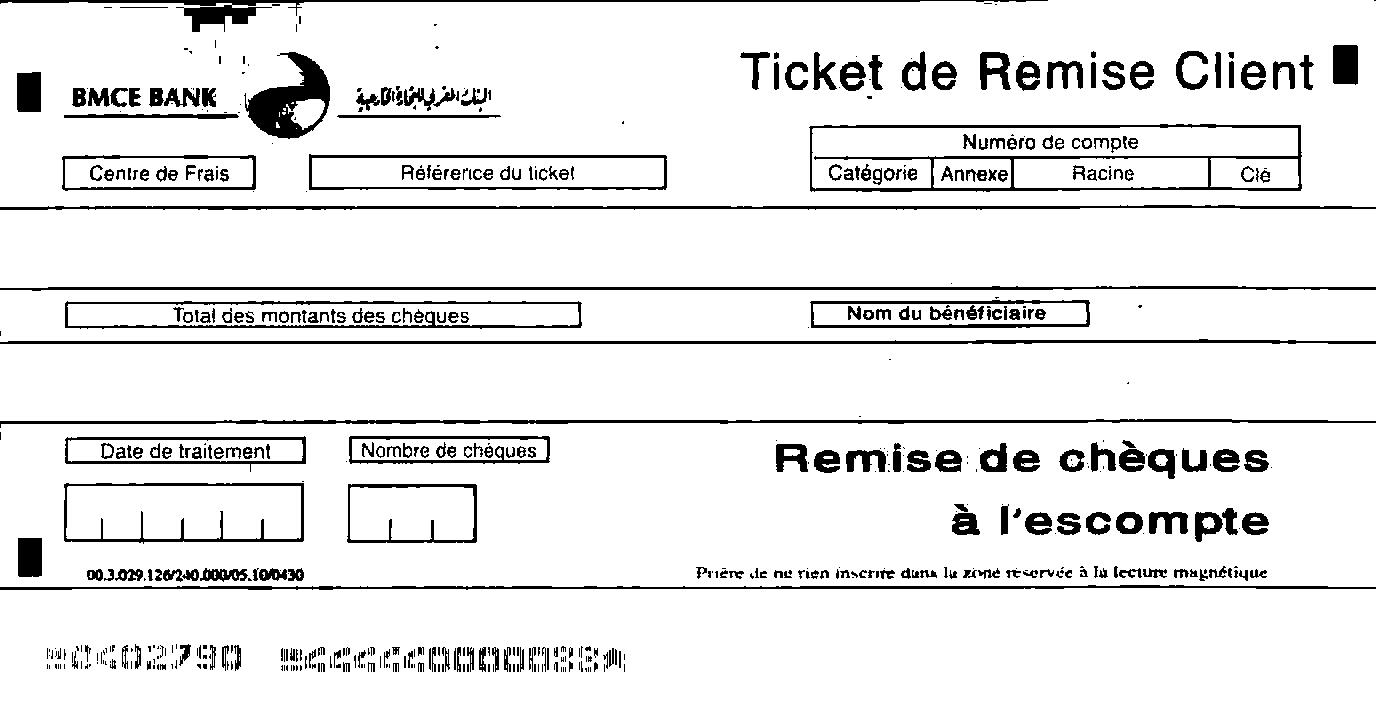 Ticket de Remise Client
BMCE BANK البنك المغربي للتجارة الخارجية
Numéro de compte
Centre de Frais Référence du ticket Catégorie Annexe Racine Clé
Total des montants des chèques Nom du bénéficiaire
Date de traitement Nombre de chèques
Remise de chèques
à l'escompte
00.3.029.126/240.000/05.10/0430 Prière de ne rien inscrire dans la zone réservée à la lecture magnétique
0402790